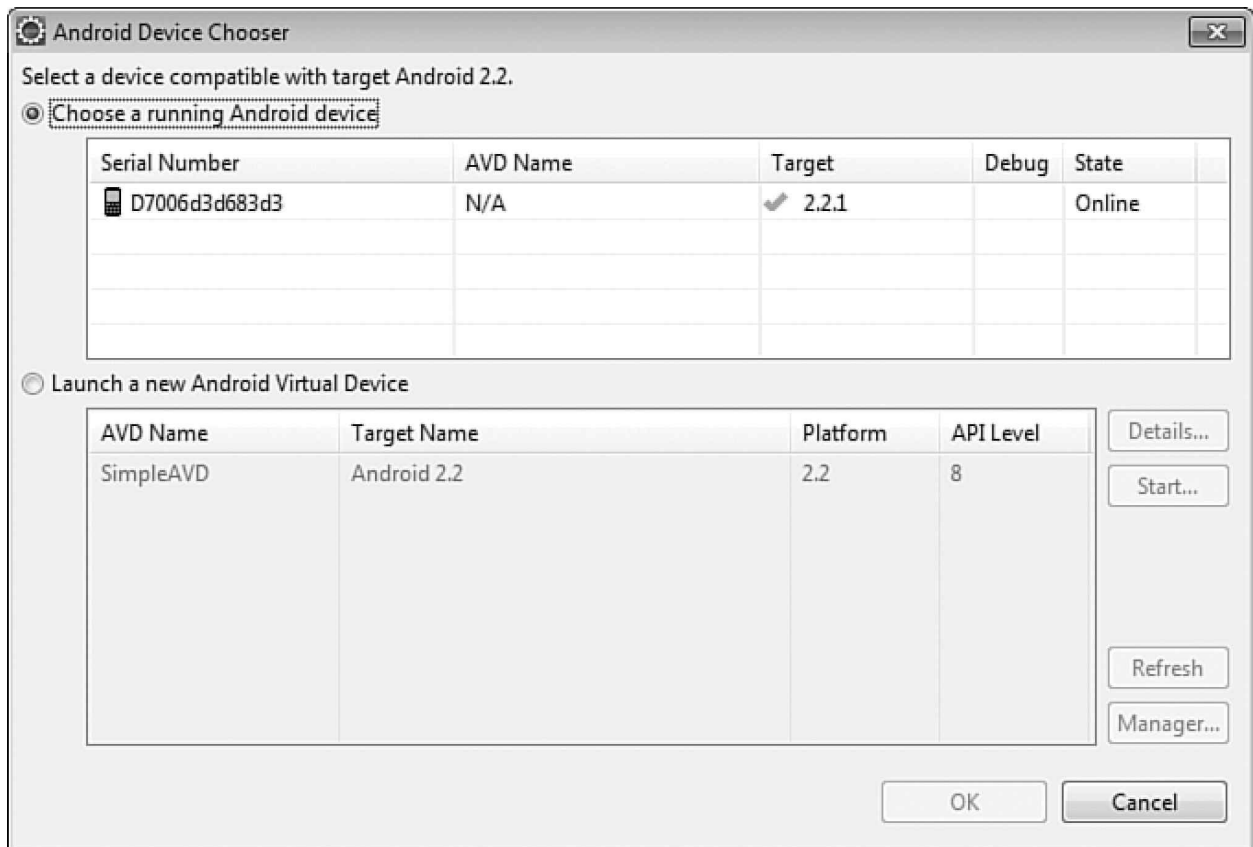 Android Device Chooser
Select a device compatible with target Android 2.2.
Choose a running Android device
Serial Number AVD Name Target Debug State
D7006d3d683d3 N/A 2.2.1 Online
Launch a new Android Virtual Device
AVD Name Target Name Platform API Level
SimpleAVD Android 2.2 2.2 8
Details...
Start...
Refresh
Manager...
OK Cancel